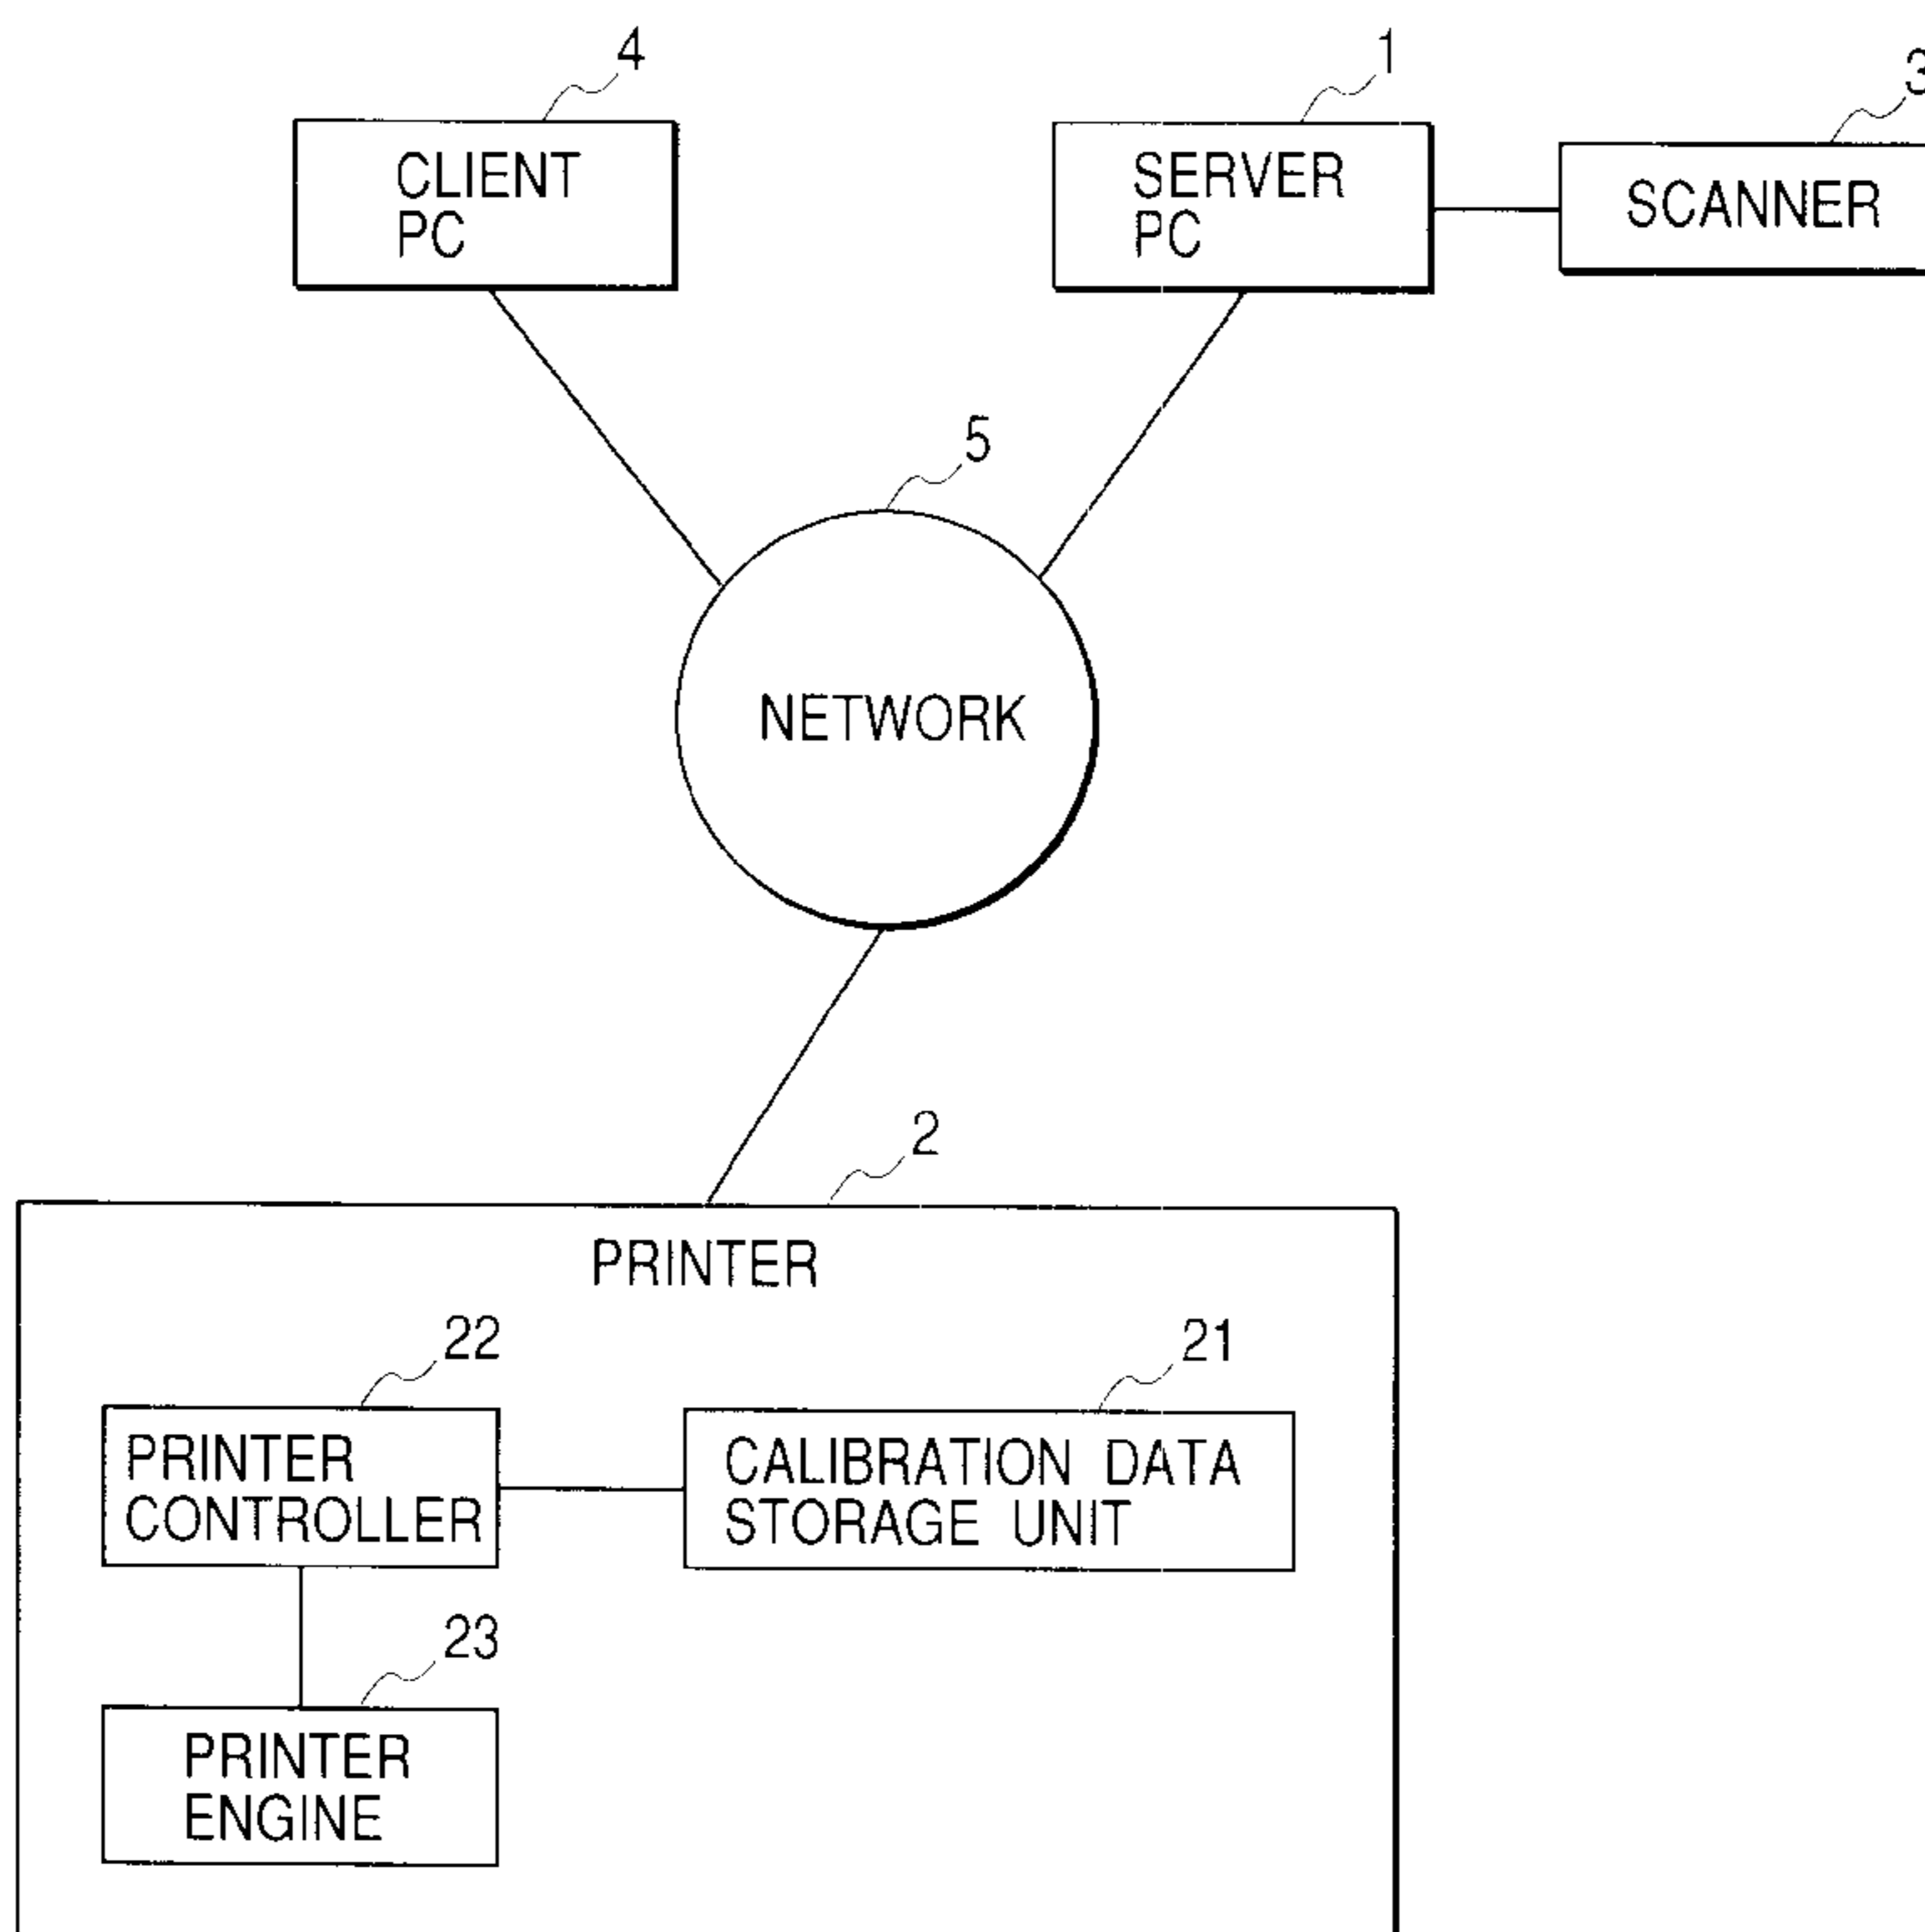 4
1
3
CLIENT
PC
SERVER
PC
SCANNER
5
NETWORK
2
PRINTER
22
21
PRINTER
CONTROLLER
CALIBRATION DATA
STORAGE UNIT
23
PRINTER
ENGINE